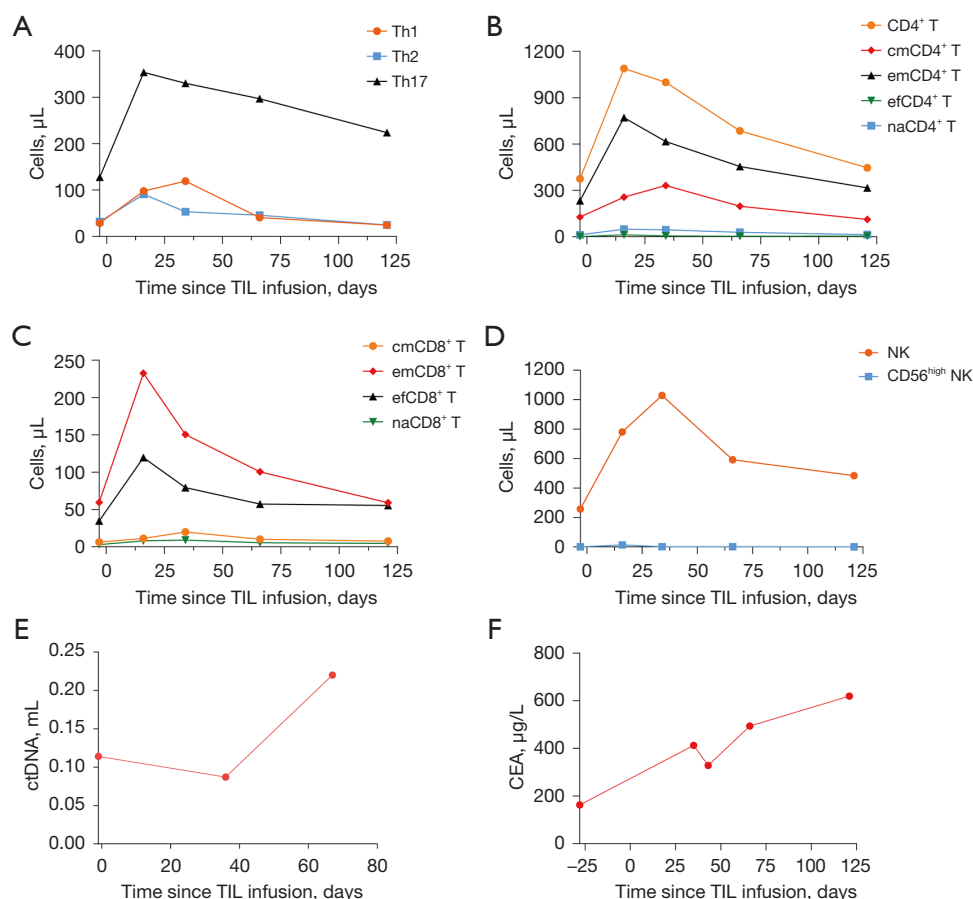 A
Th1
Th2
Th17
400
300
200
100
0
Cells, µL
0 25 50 75 100 125
Time since TIL infusion, days
B
CD4⁺ T
cmCD4⁺ T
emCD4⁺ T
efCD4⁺ T
naCD4⁺ T
1200
900
600
300
0
Cells, µL
0 25 50 75 100 125
Time since TIL infusion, days
C
cmCD8⁺ T
emCD8⁺ T
efCD8⁺ T
naCD8⁺ T
250
200
150
100
50
0
Cells, µL
0 25 50 75 100 125
Time since TIL infusion, days
D
NK
CD56ʰⁱᵍʰ NK
1200
1000
800
600
400
200
0
Cells, µL
0 25 50 75 100 125
Time since TIL infusion, days
E
0.25
0.20
0.15
0.10
0.05
0.00
ctDNA, mL
0 20 40 60 80
Time since TIL infusion, days
F
800
600
400
200
0
CEA, µg/L
−25 0 25 50 75 100 125
Time since TIL infusion, days